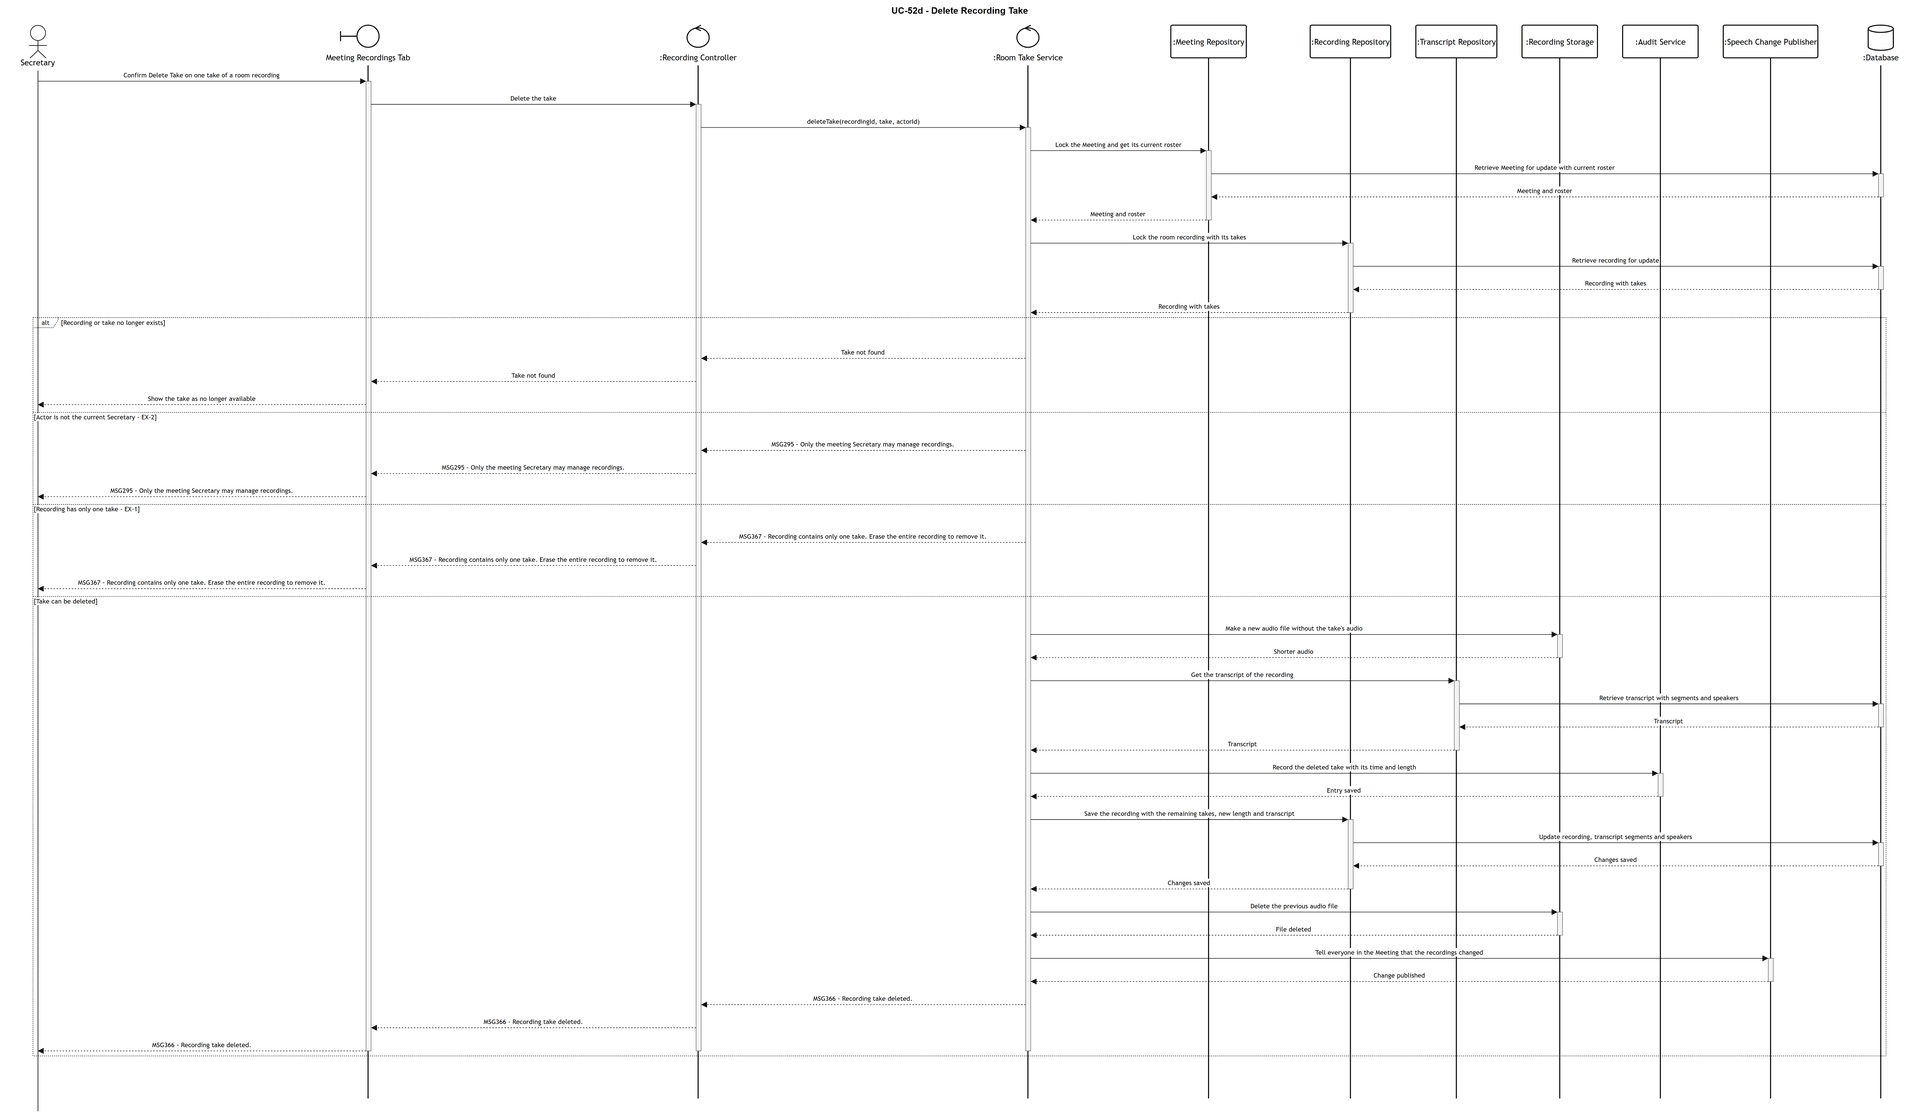 UC-52d - Delete Recording Take
Secretary
Meeting Recordings Tab
:Recording Controller
:Room Take Service
:Meeting Repository
:Recording Repository
:Transcript Repository
:Recording Storage
:Audit Service
:Speech Change Publisher
:Database
Confirm Delete Take on one take of a room recording
Delete the take
deleteTake(recordingId, take, actorId)
Lock the Meeting and get its current roster
Retrieve Meeting for update with current roster
Meeting and roster
Meeting and roster
Lock the room recording with its takes
Retrieve recording for update
Recording with takes
Recording with takes
alt [Recording or take no longer exists]
Take not found
Take not found
Show the take as no longer available
[Actor is not the current Secretary - EX-2]
MSG295 - Only the meeting Secretary may manage recordings.
MSG295 - Only the meeting Secretary may manage recordings.
MSG295 - Only the meeting Secretary may manage recordings.
[Recording has only one take - EX-1]
MSG367 - Recording contains only one take. Erase the entire recording to remove it.
MSG367 - Recording contains only one take. Erase the entire recording to remove it.
MSG367 - Recording contains only one take. Erase the entire recording to remove it.
[Take can be deleted]
Make a new audio file without the take's audio
Shorter audio
Get the transcript of the recording
Retrieve transcript with segments and speakers
Transcript
Transcript
Record the deleted take with its time and length
Entry saved
Save the recording with the remaining takes, new length and transcript
Update recording, transcript segments and speakers
Changes saved
Changes saved
Delete the previous audio file
File deleted
Tell everyone in the Meeting that the recordings changed
Change published
MSG366 - Recording take deleted.
MSG366 - Recording take deleted.
MSG366 - Recording take deleted.